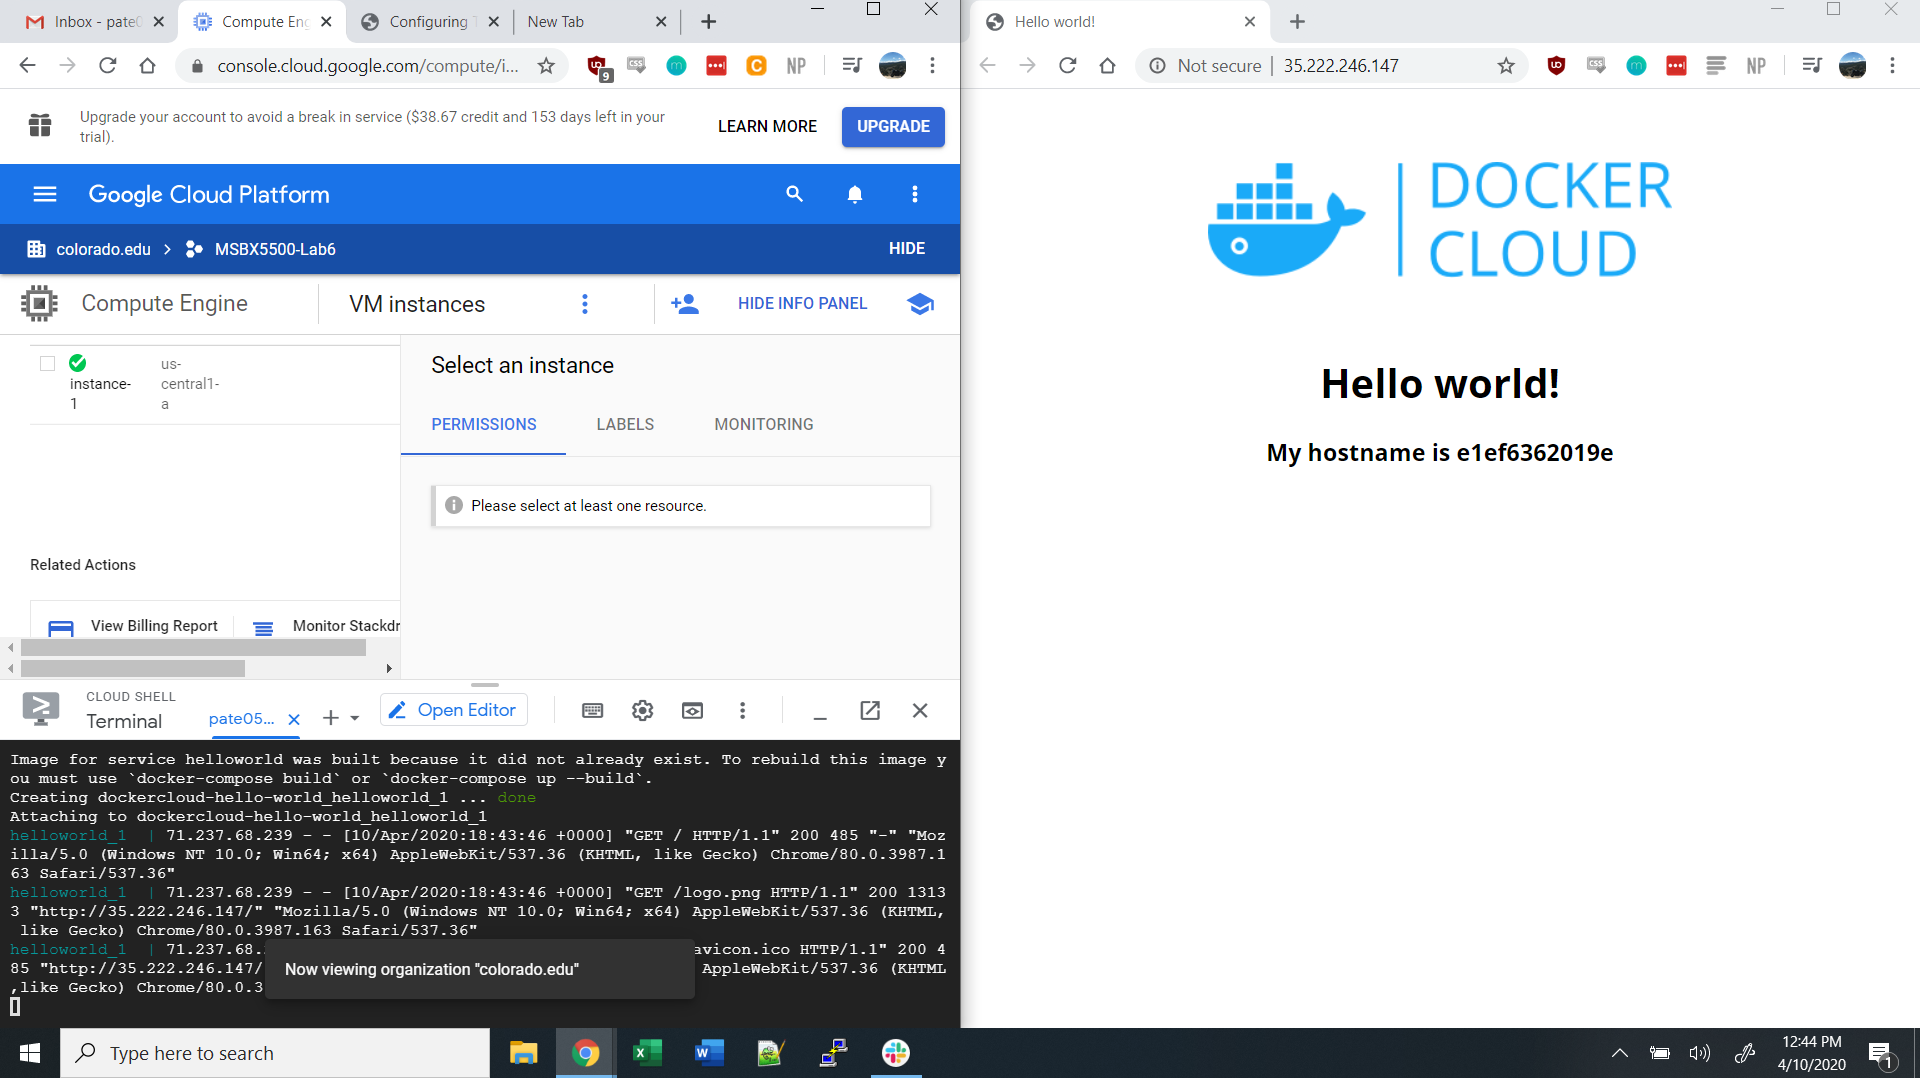 Inbox - pate0
Compute Eng
Configuring T
New Tab
console.cloud.google.com/compute/i...
9
css
m
C
NP
Upgrade your account to avoid a break in service ($38.67 credit and 153 days left in your
trial).
LEARN MORE
UPGRADE
Google Cloud Platform
colorado.edu
MSBX5500-Lab6
HIDE
Compute Engine
VM instances
HIDE INFO PANEL
instance-
1
us-
central1-
a
Select an instance
PERMISSIONS
LABELS
MONITORING
Please select at least one resource.
Related Actions
View Billing Report
Monitor Stackdr
CLOUD SHELL
Terminal
pate05...
Open Editor
Image for service helloworld was built because it did not already exist. To rebuild this image y
ou must use `docker-compose build` or `docker-compose up --build`.
Creating dockercloud-hello-world_helloworld_1 ... done
Attaching to dockercloud-hello-world_helloworld_1
helloworld_1  | 71.237.68.239 - - [10/Apr/2020:18:43:46 +0000] "GET / HTTP/1.1" 200 485 "-" "Moz
illa/5.0 (Windows NT 10.0; Win64; x64) AppleWebKit/537.36 (KHTML, like Gecko) Chrome/80.0.3987.1
63 Safari/537.36"
helloworld_1  | 71.237.68.239 - - [10/Apr/2020:18:43:46 +0000] "GET /logo.png HTTP/1.1" 200 1313
3 "http://35.222.246.147/" "Mozilla/5.0 (Windows NT 10.0; Win64; x64) AppleWebKit/537.36 (KHTML,
like Gecko) Chrome/80.0.3987.163 Safari/537.36"
helloworld_1  | 71.237.68. avicon.ico HTTP/1.1" 200 4
85 "http://35.222.246.147/ AppleWebKit/537.36 (KHTML
,like Gecko) Chrome/80.0.3
Now viewing organization "colorado.edu"
Hello world!
Not secure
35.222.246.147
css
m
NP
DOCKER
CLOUD
Hello world!
My hostname is e1ef6362019e
Type here to search
12:44 PM
4/10/2020
1